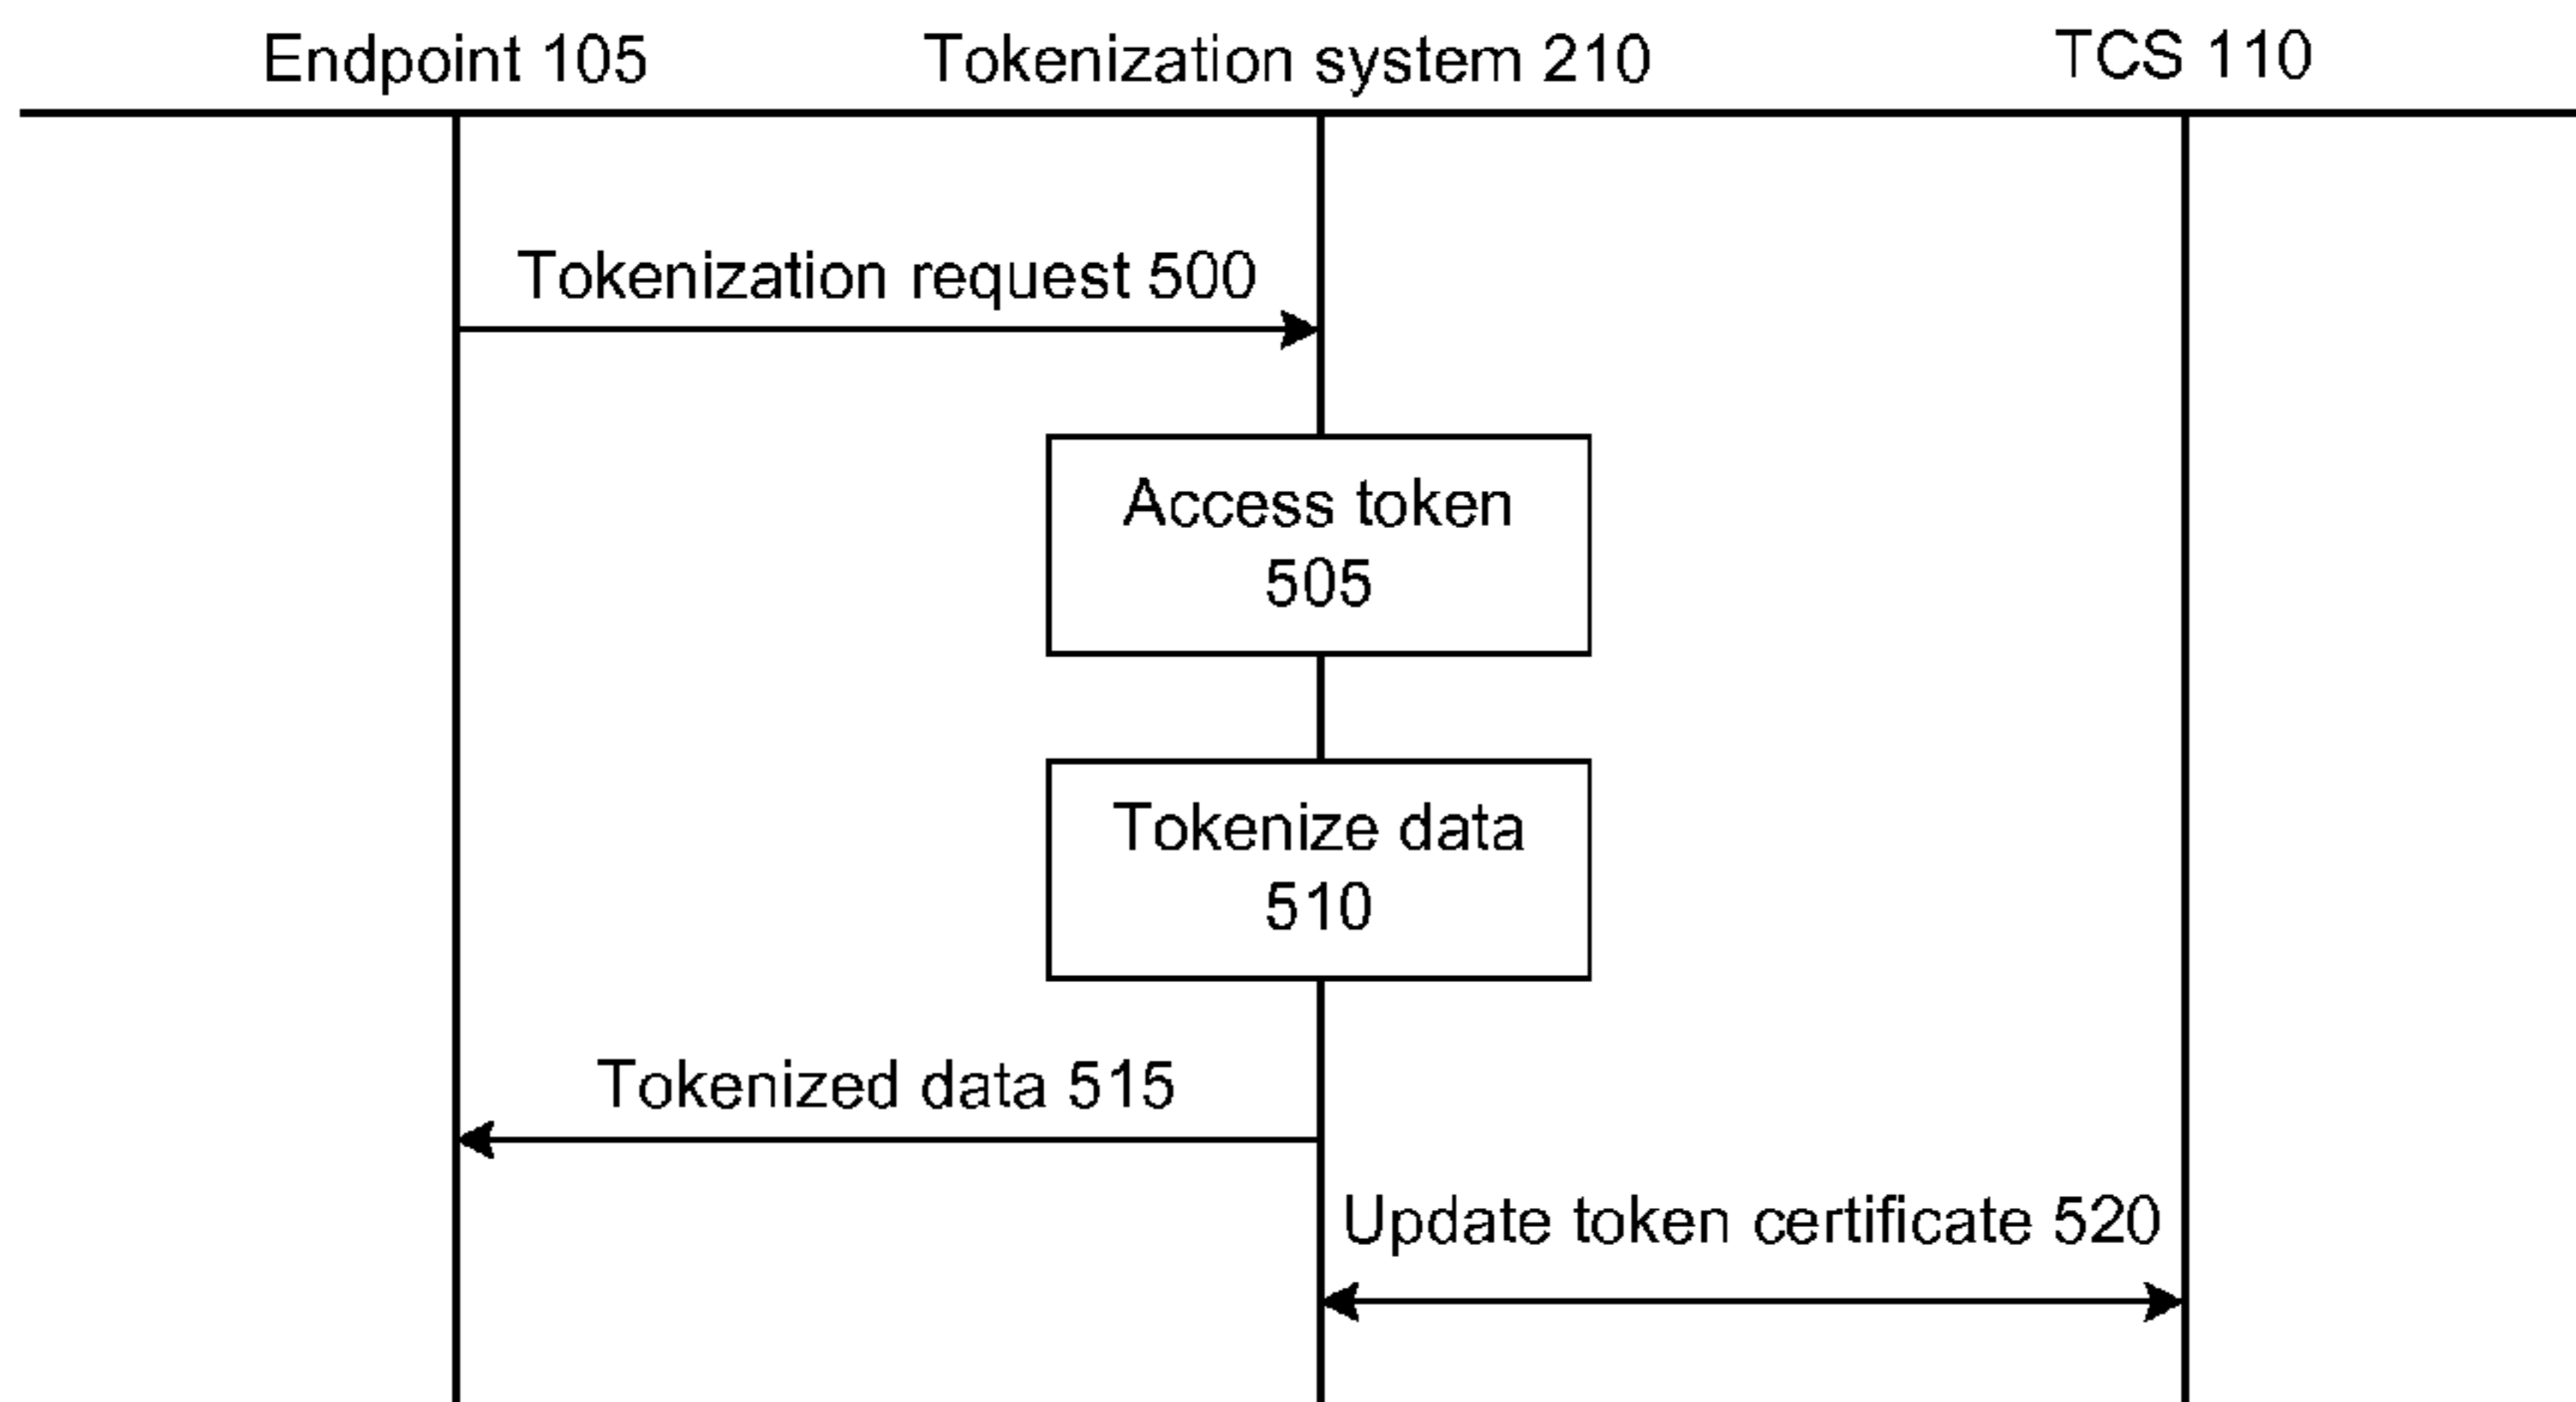 Endpoint 105
Tokenization system 210
TCS 110
Tokenization request 500
Access token
505
Tokenize data
510
Tokenized data 515
Update token certificate 520